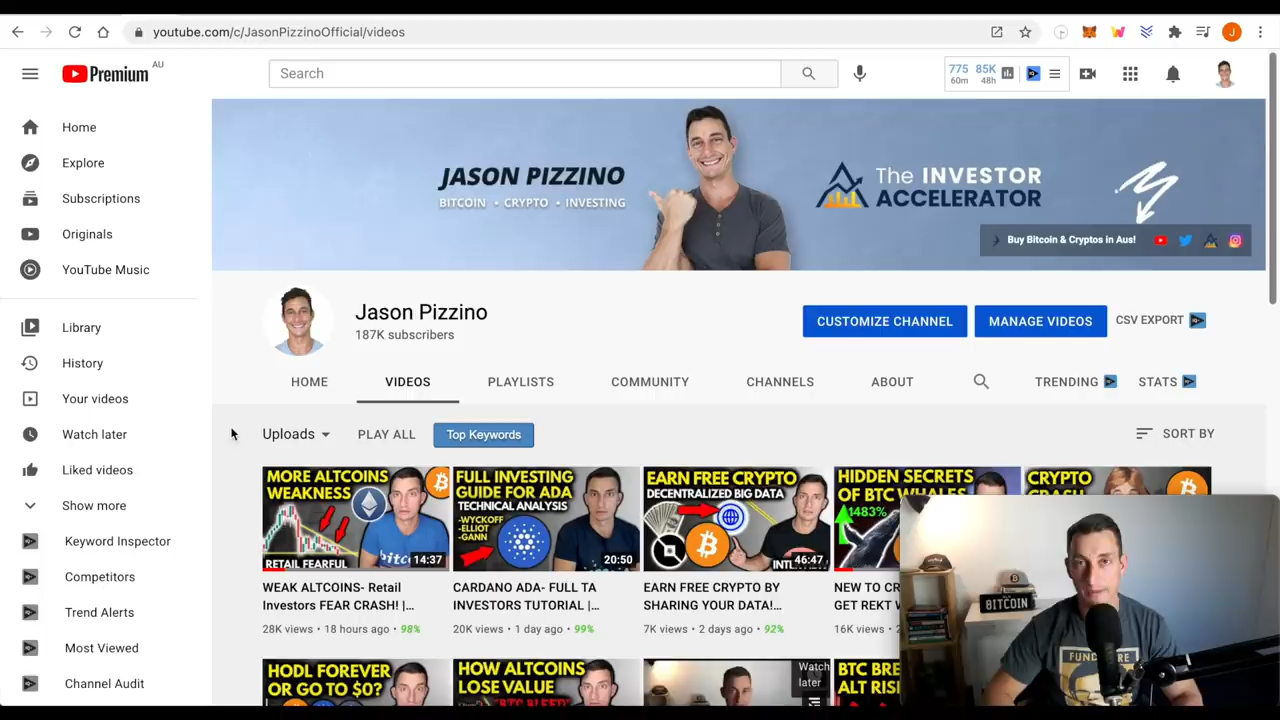 youtube.com/c/JasonPizzinoOfficial/videos
J
Premium
AU
Search
775
60m
85K
48h
Home
Explore
Subscriptions
Originals
YouTube Music
Library
History
Your videos
Watch later
Liked videos
Show more
Keyword Inspector
Competitors
Trend Alerts
Most Viewed
Channel Audit
JASON PIZZINO
BITCOIN • CRYPTO • INVESTING
The INVESTOR
ACCELERATOR
Buy Bitcoin & Cryptos in Aus!
Jason Pizzino
187K subscribers
CUSTOMIZE CHANNEL
MANAGE VIDEOS
CSV EXPORT
HOME
VIDEOS
PLAYLISTS
COMMUNITY
CHANNELS
ABOUT
TRENDING
STATS
Uploads
PLAY ALL
Top Keywords
SORT BY
MORE ALTCOINS
WEAKNESS
RETAIL FEARFUL
14:37
WEAK ALTCOINS- Retail
Investors FEAR CRASH! |...
28K views • 18 hours ago • 98%
FULL INVESTING
GUIDE FOR ADA
TECHNICAL ANALYSIS
-WYCKOFF
-ELLIOT
-GANN
20:50
CARDANO ADA- FULL TA
INVESTORS TUTORIAL |...
20K views • 1 day ago • 99%
EARN FREE CRYPTO
DECENTRALIZED BIG DATA
46:47
EARN FREE CRYPTO BY
SHARING YOUR DATA!...
7K views • 2 days ago • 92%
HIDDEN SECRETS
OF BTC WHALES
1483%
NEW TO CR
GET REKT
16K views •
CRYPTO
HODL FOREVER
OR GO TO $0?
HOW ALTCOINS
LOSE VALUE
"BTC BLEED"
Watch
later
BTC BRE
ALT RIS
BITCOIN